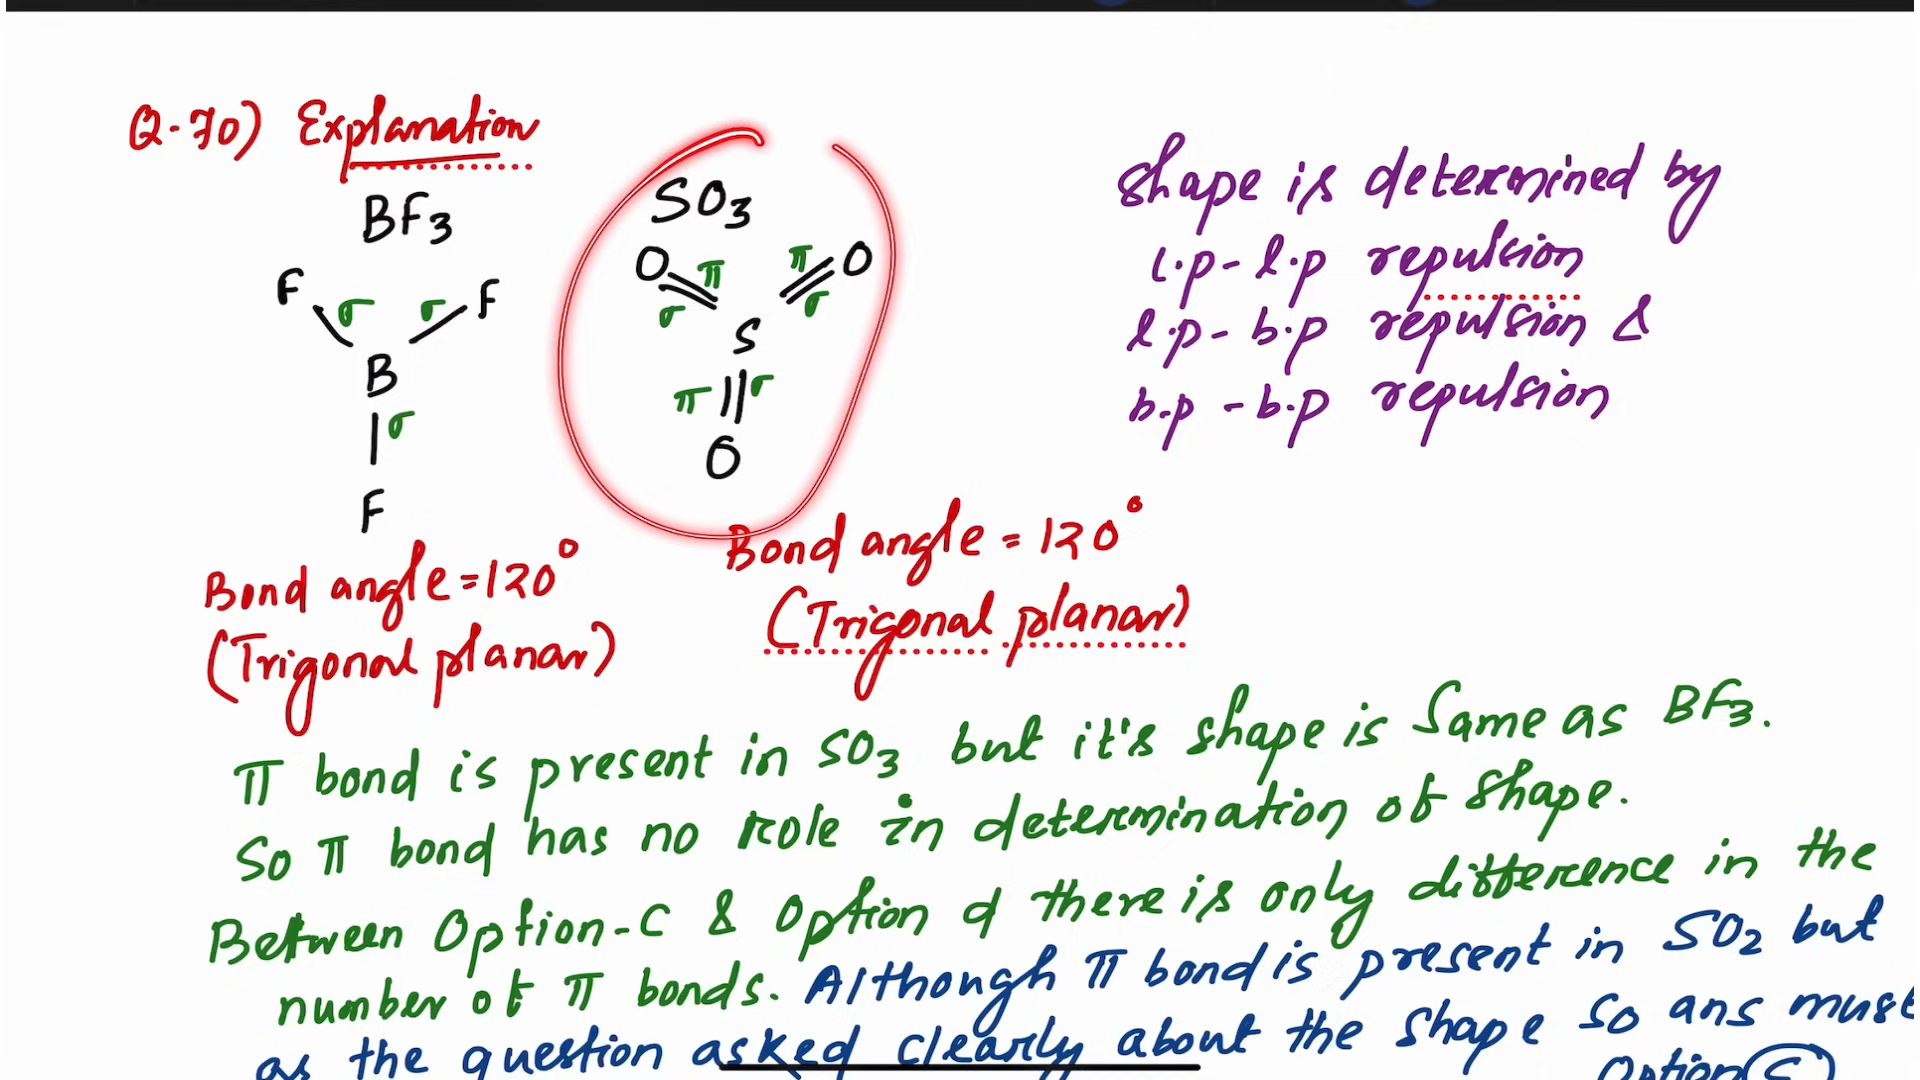 Q.70) Explanation
BF3
F σ σ F
B
σ
F
Bond angle = 120°
(Trigonal planar)
SO3
O π π O
σ σ
S
π σ
O
Bond angle = 120°
(Trigonal planar)
shape is determined by
l.p - l.p repulsion
l.p - b.p repulsion &
b.p - b.p repulsion
π bond is present in SO3 but it's shape is same as BF3.
So π bond has no role in determination of shape.
Between Option-C & Option d there is only difference in the
number of π bonds. Although π bond is present in SO2 but
as the question asked clearly about the shape so ans must
Option C